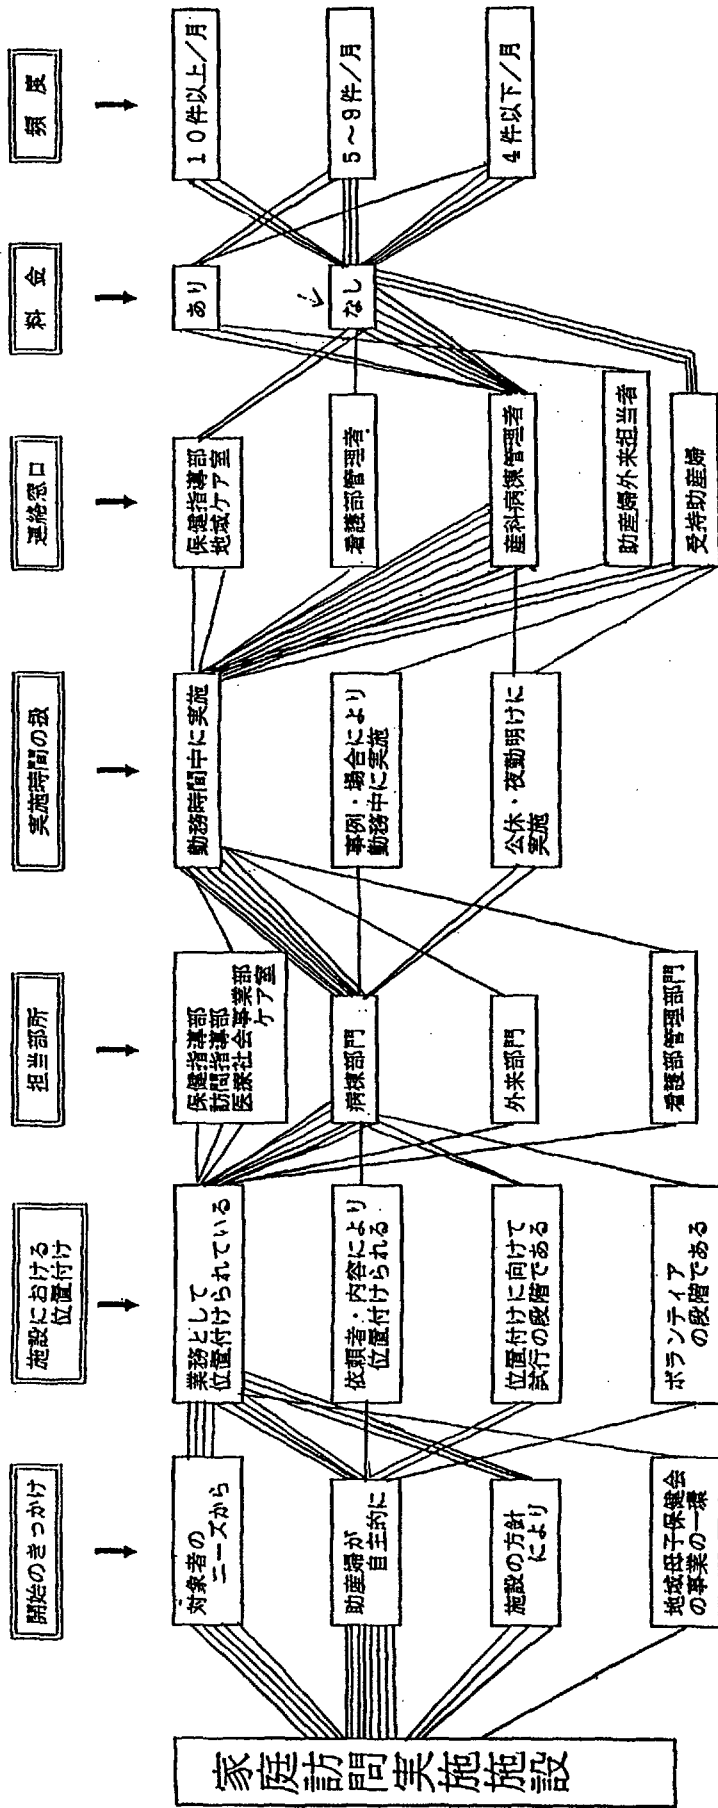 家庭訪問実施施設
開始のきっかけ
対象者の
ニーズから
助産婦が
自主的に
施設の方針
により
地域母子保健会
の事業の一環
施設における
位置付け
業務として
位置付けられている
依頼者・内容により
位置付けられる
位置付けに向けて
試行の段階である
ボランティア
の段階である
担当部所
保健指導部
訪問指導部
医療社会事業部
ケア室
病棟部門
外来部門
看護部管理部門
実施時間の扱
勤務時間中に実施
事例・場合により
勤務中に実施
公休・夜勤明けに
実施
連絡窓口
保健指導部
地域ケア室
看護部管理者
産科病棟管理者
助産婦外来担当者
受持助産婦
料金
あり
なし
頻度
10件以上/月
5~9件/月
4件以下/月